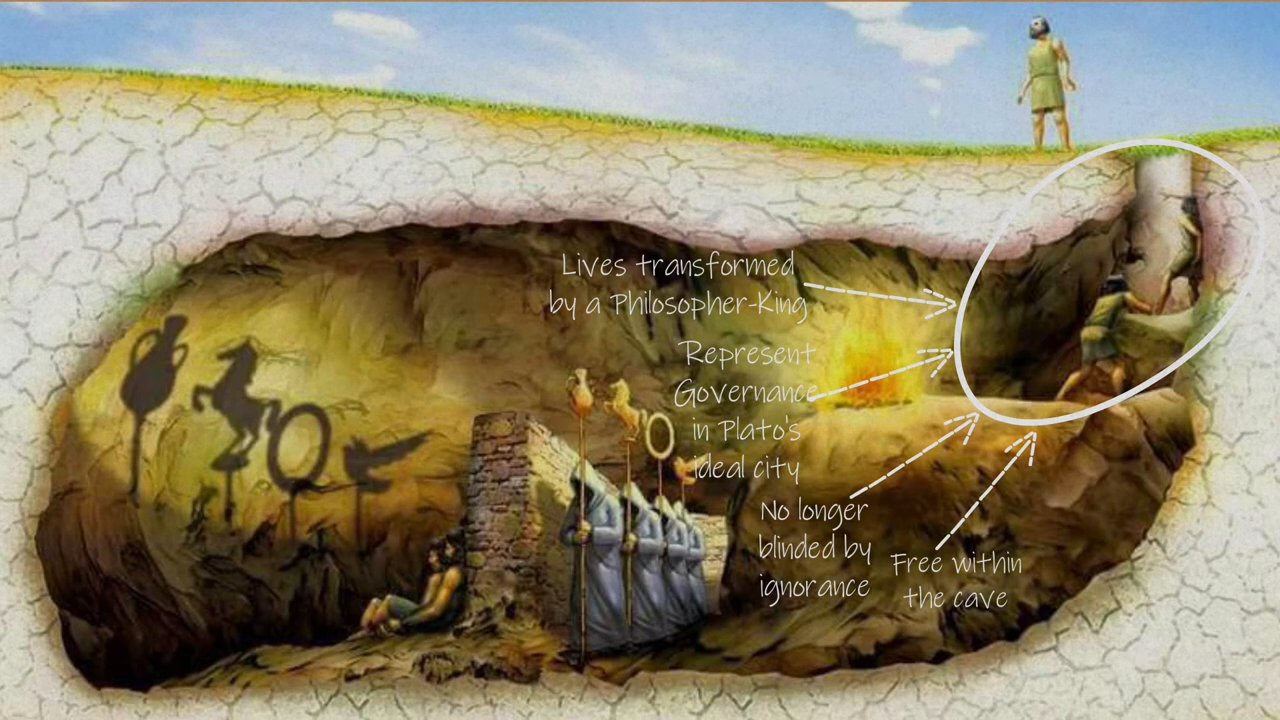 Lives transformed
by a Philosopher-King
Represent
Governance
in Plato's
ideal city
No longer
blinded by
ignorance
Free within
the cave